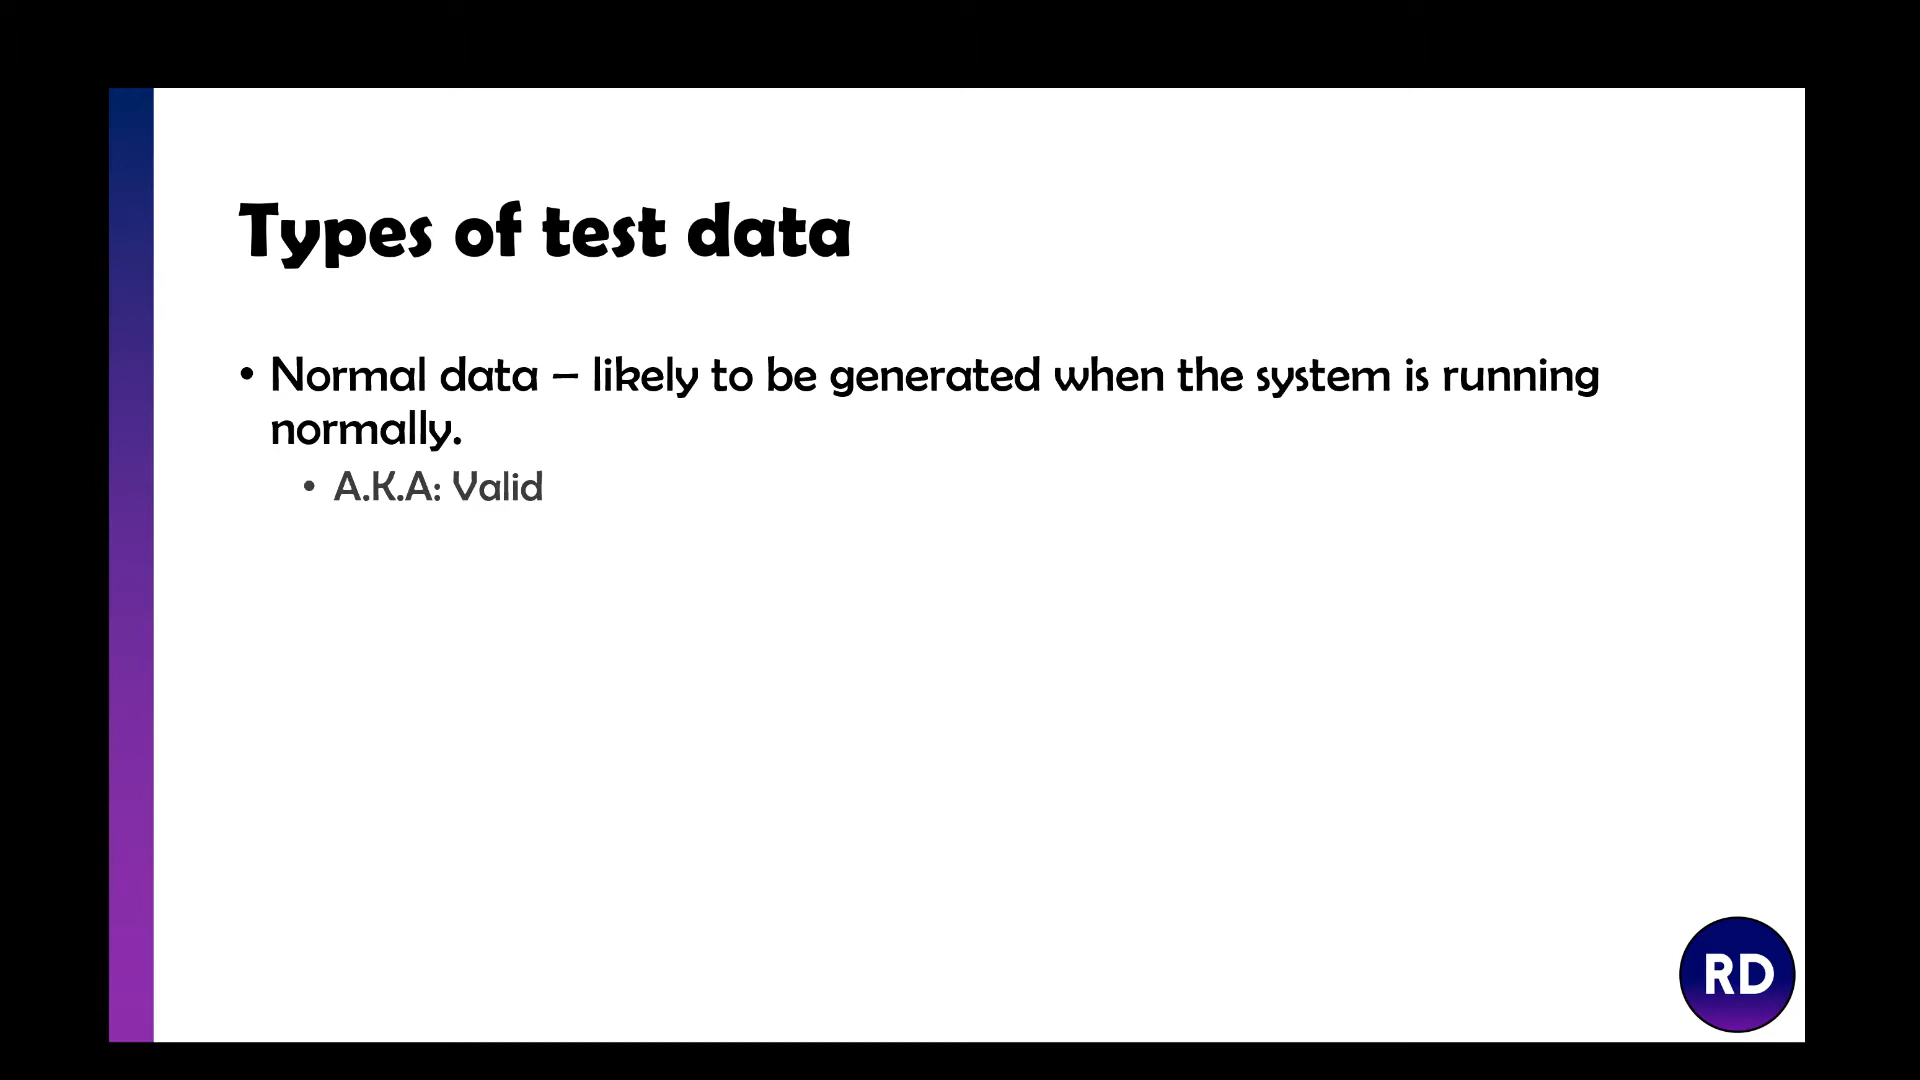 Types of test data
• Normal data – likely to be generated when the system is running
normally.
• A.K.A: Valid
RD